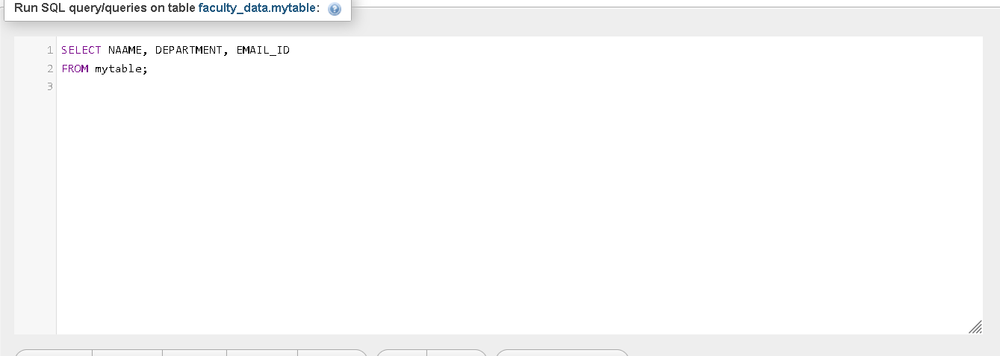 Run SQL query/queries on table faculty_data.mytable:
1 SELECT NAAME, DEPARTMENT, EMAIL_ID
2 FROM mytable;
3